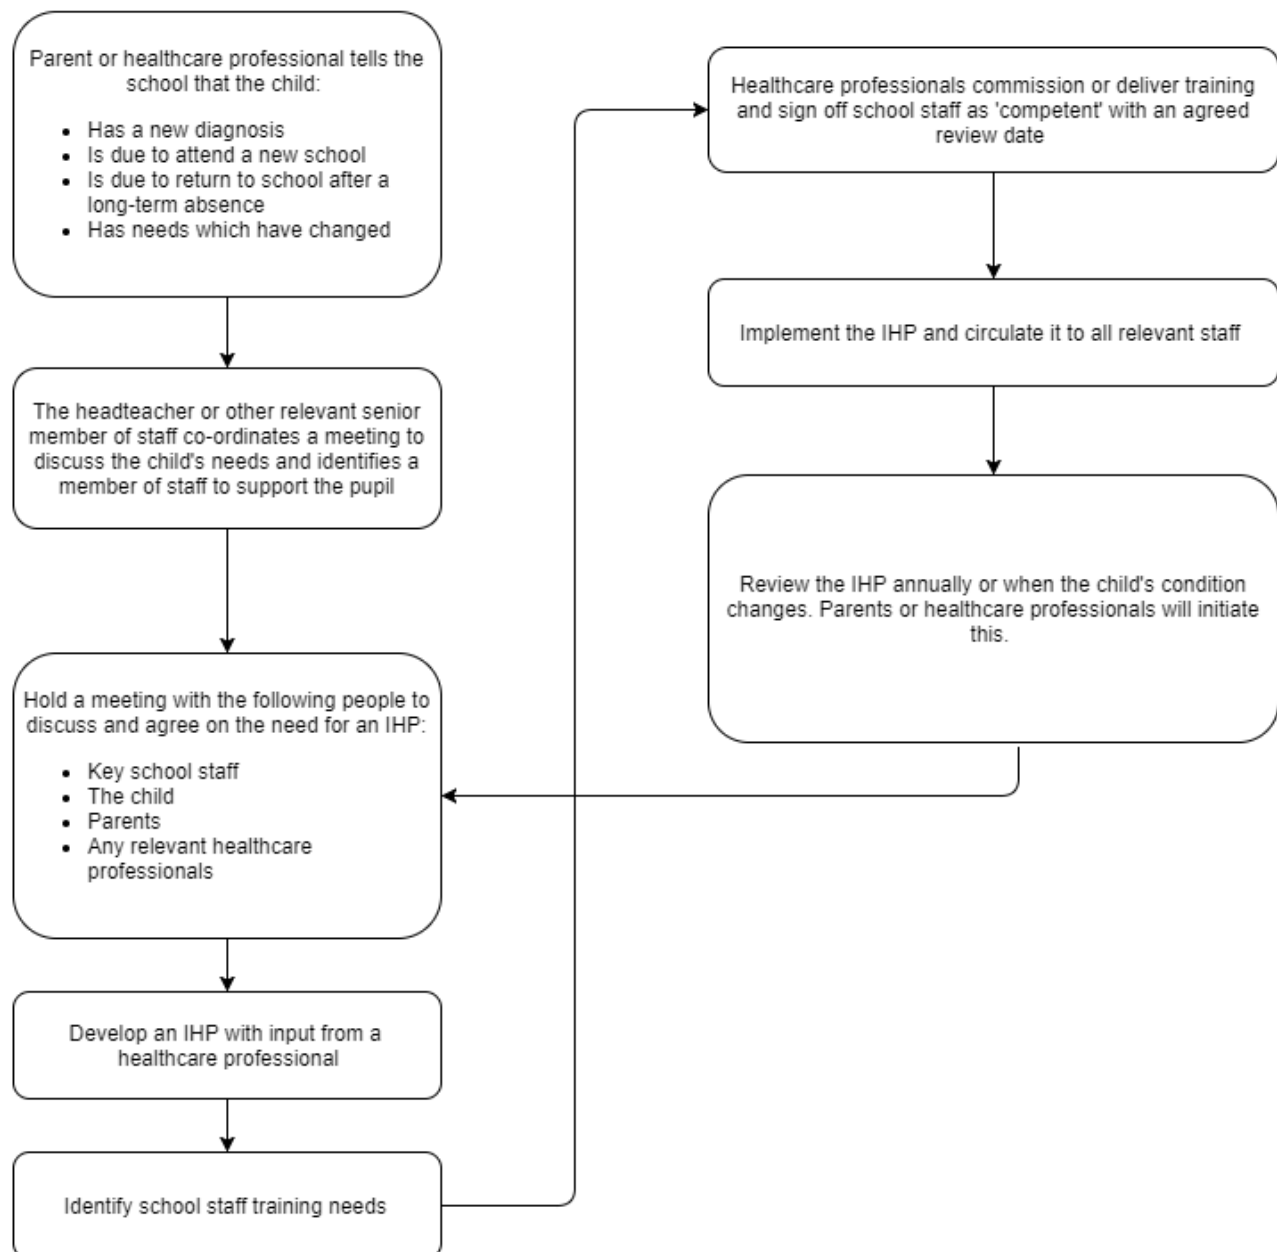 Parent or healthcare professional tells the
school that the child:
• Has a new diagnosis
• Is due to attend a new school
• Is due to return to school after a
long-term absence
• Has needs which have changed
The headteacher or other relevant senior
member of staff co-ordinates a meeting to
discuss the child's needs and identifies a
member of staff to support the pupil
Hold a meeting with the following people to
discuss and agree on the need for an IHP:
• Key school staff
• The child
• Parents
• Any relevant healthcare
professionals
Develop an IHP with input from a
healthcare professional
Identify school staff training needs
Healthcare professionals commission or deliver training
and sign off school staff as 'competent' with an agreed
review date
Implement the IHP and circulate it to all relevant staff
Review the IHP annually or when the child's condition
changes. Parents or healthcare professionals will initiate
this.